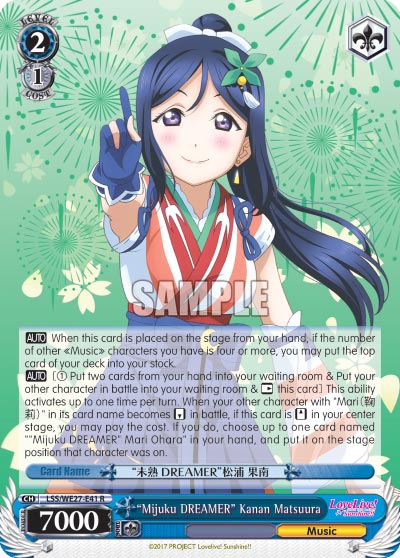 LEVEL
2
1
COST
SAMPLE
AUTO When this card is placed on the stage from your hand, if the number
of other ≪Music≫ characters you have is four or more, you may put the top
card of your deck into your stock.
AUTO [① Put two cards from your hand into your waiting room & Put your
other character in battle into your waiting room & this card] This ability
activates up to one time per turn. When your other character with "Mari (鞠
莉)" in its card name becomes in battle, if this card is in your center
stage, you may pay the cost. If you do, choose up to one card named
""Mijuku DREAMER" Mari Ohara" in your hand, and put it on the stage
position that character was on.
Card Name
"未熟 DREAMER"松浦 果南
CH LSS/WE27-E41 R
"Mijuku DREAMER" Kanan Matsuura
LoveLive!
Sunshine!!
POWER
7000
SOUL
Music
©2017 PROJECT Lovelive! Sunshine!!